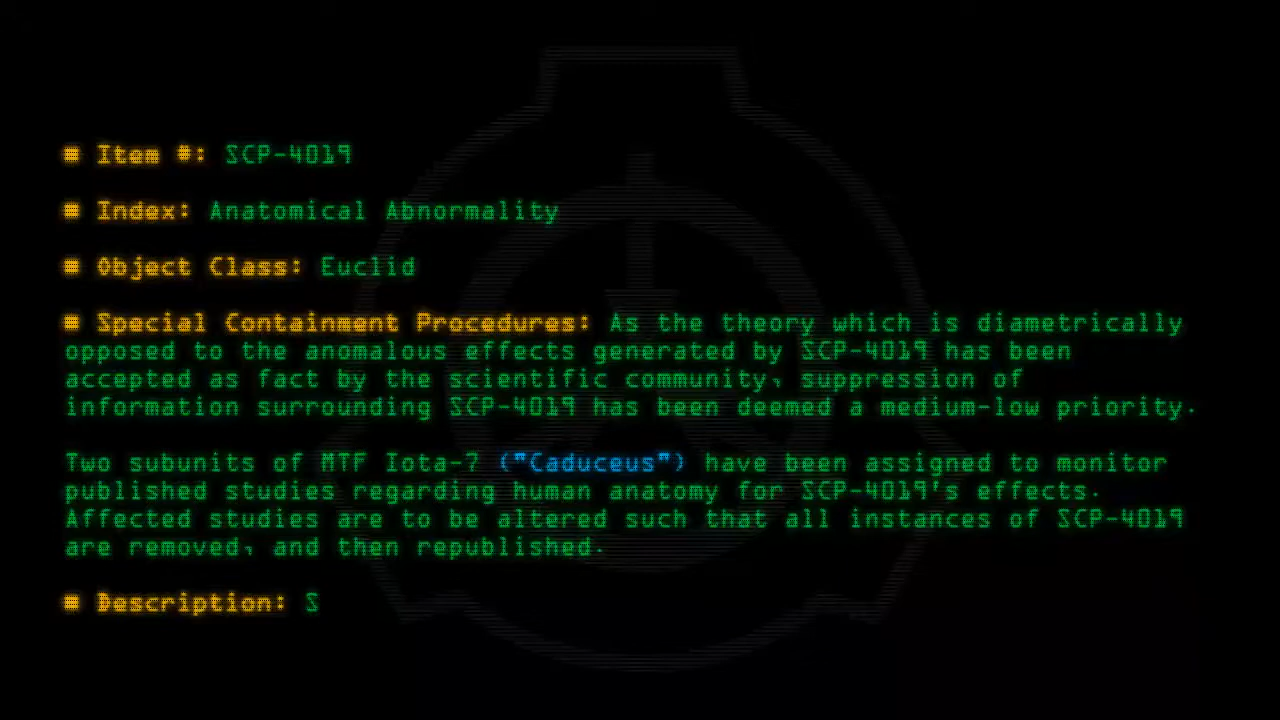 ■ Item #: SCP-4019
■ Index: Anatomical Abnormality
■ Object Class: Euclid
■ Special Containment Procedures: As the theory which is diametrically
opposed to the anomalous effects generated by SCP-4019 has been
accepted as fact by the scientific community, suppression of
information surrounding SCP-4019 has been deemed a medium-low priority.
Two subunits of MTF Iota-7 ("Caduceus") have been assigned to monitor
published studies regarding human anatomy for SCP-4019's effects.
Affected studies are to be altered such that all instances of SCP-4019
are removed, and then republished.
■ Description: S